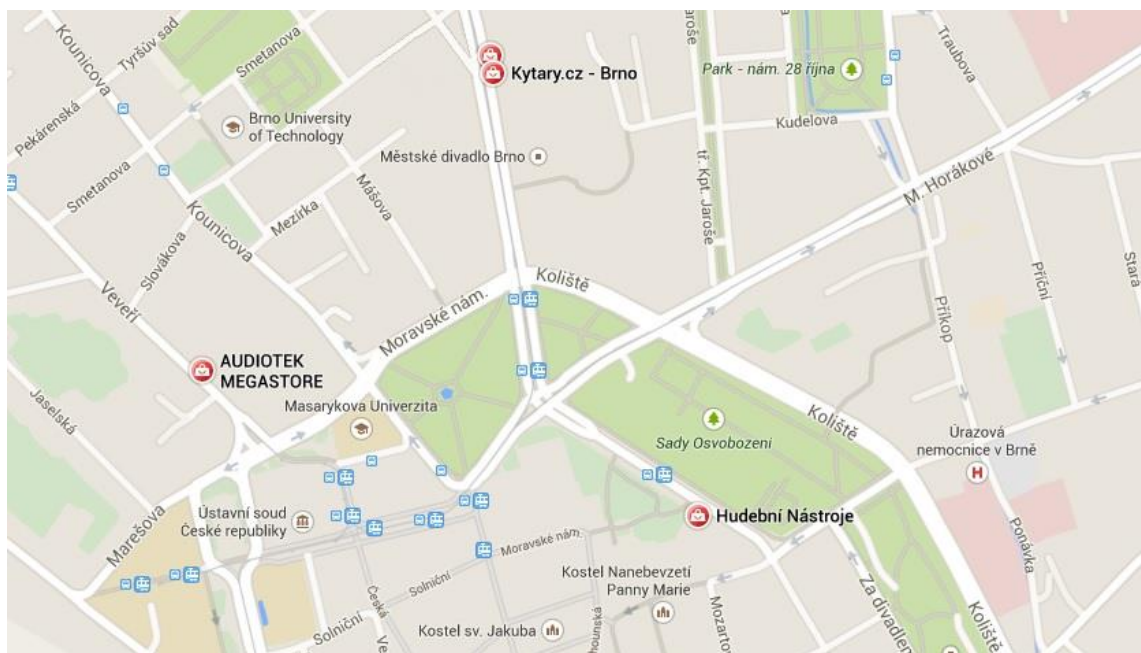 Kounicova
Tyršův sad
Smetanova
Kytary.cz - Brno
Jaroše
Park - nám. 28 října
Traubova
Pekárenská
Brno University
of Technology
Kudelova
Městské divadlo Brno
Smetanova
Mášova
tř. Kpt. Jaroše
M. Horákové
Mezírka
Kounicova
Slovákova
Stará
Příční
Koliště
Veveří
Moravské nám.
Příkop
AUDIOTEK
MEGASTORE
Jaselská
Masarykova Univerzita
Koliště
Sady Osvobozeni
Úrazová
nemocnice v Brně
Ústavní soud
České republiky
Hudební Nástroje
Marešova
Moravské nám.
Ponávka
Solniční
Kostel Nanebevzetí
Panny Marie
Česká
Za divadlem
Koliště
Mozartova
Solniční
Kostel sv. Jakuba